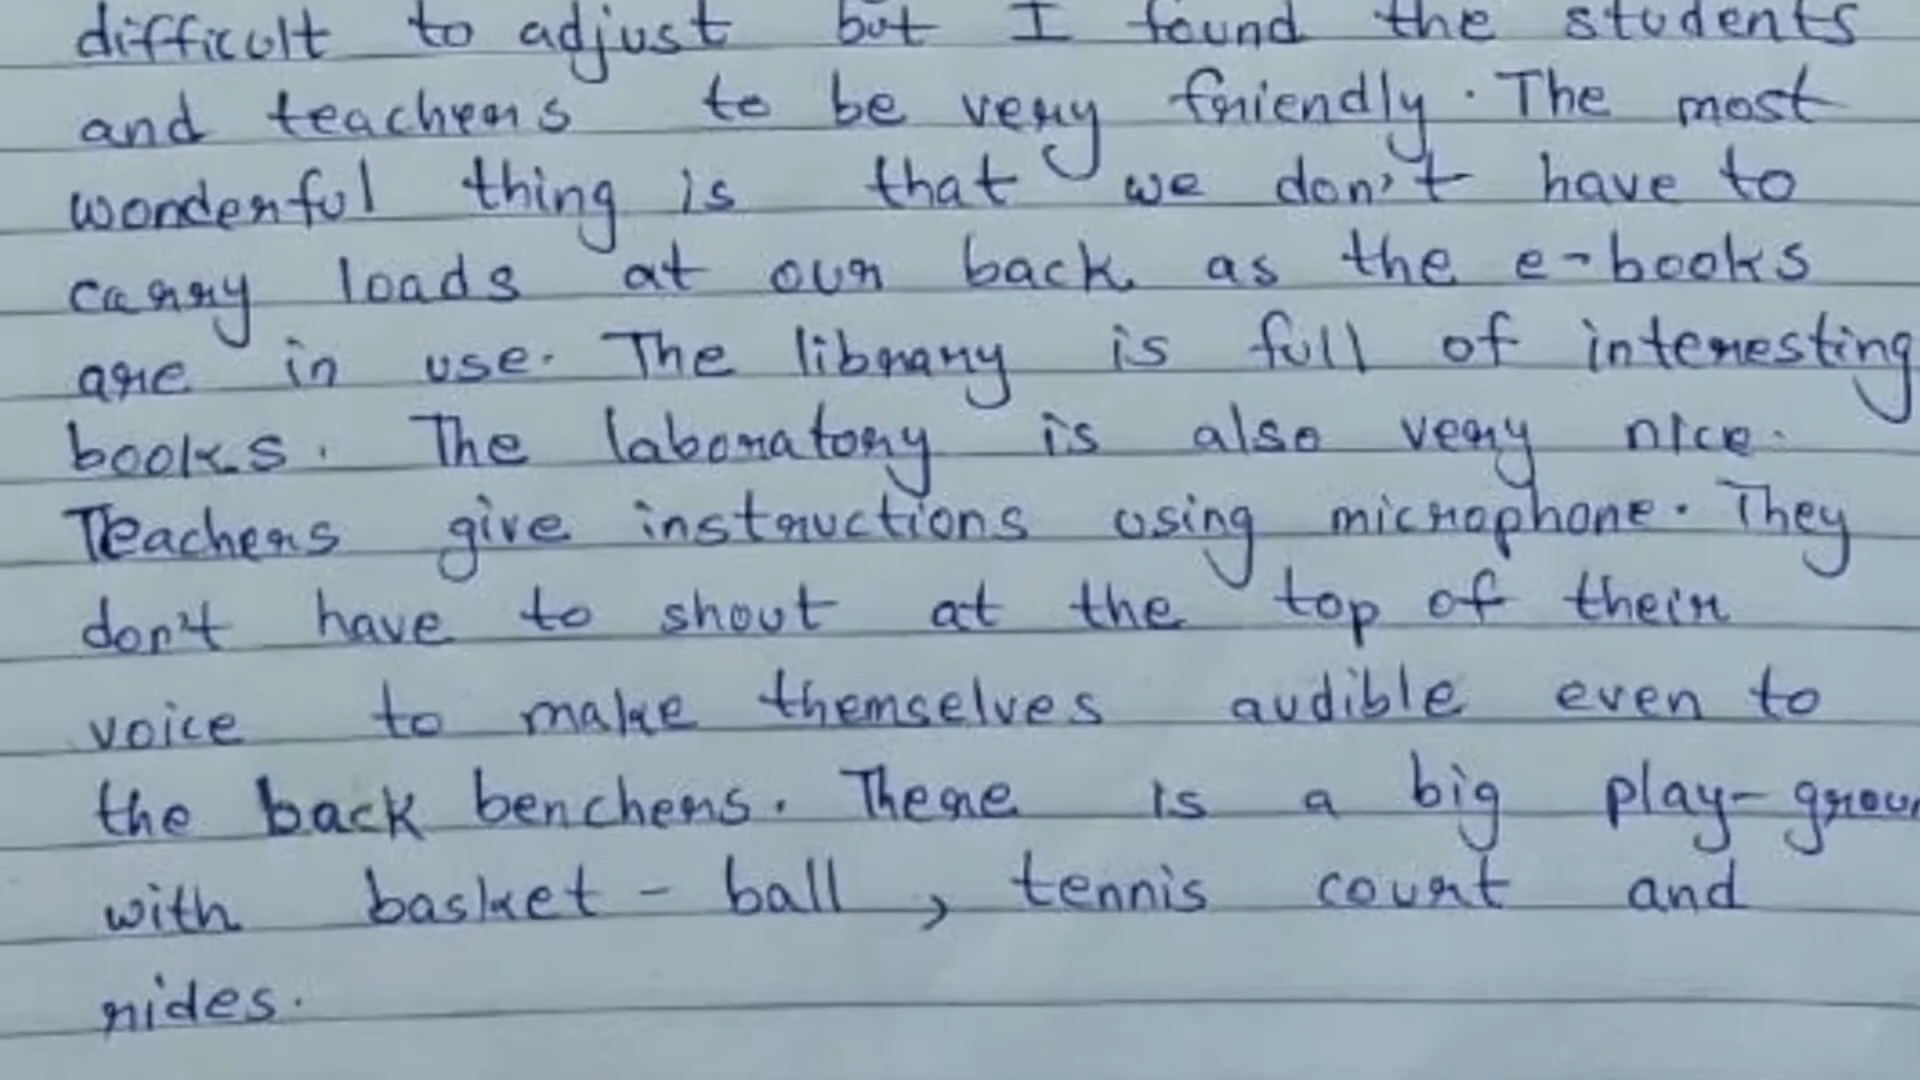 difficult to adjust but I found the students
and teachers to be very friendly. The most
wonderful thing is that we don't have to
carry loads at our back as the e-books
are in use. The library is full of interesting
books. The laboratory is also very nice.
Teachers give instructions using microphone. They
don't have to shout at the top of their
voice to make themselves audible even to
the back benchers. There is a big play-groun
with basket-ball, tennis court and
rides.